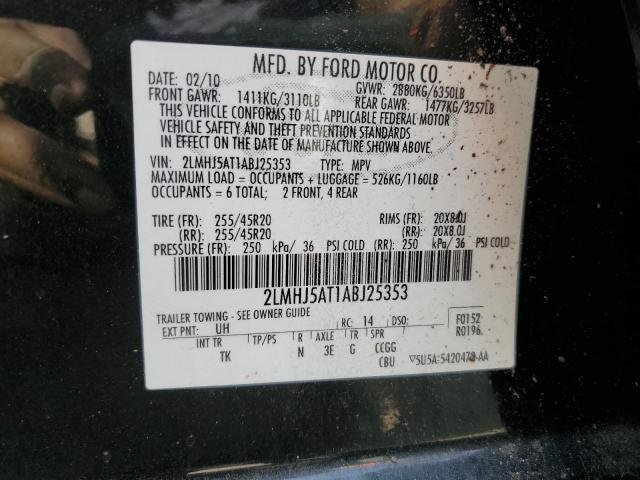 MFD. BY FORD MOTOR CO.
DATE: 02/10 GVWR: 2880KG/6350LB
FRONT GAWR: 1411KG/3110LB REAR GAWR: 1477KG/3257LB
THIS VEHICLE CONFORMS TO ALL APPLICABLE FEDERAL MOTOR
VEHICLE SAFETY AND THEFT PREVENTION STANDARDS
IN EFFECT ON THE DATE OF MANUFACTURE SHOWN ABOVE.
VIN: 2LMHJ5AT1ABJ25353 TYPE: MPV
MAXIMUM LOAD = OCCUPANTS + LUGGAGE = 526KG/1160LB
OCCUPANTS = 6 TOTAL; 2 FRONT, 4 REAR
TIRE (FR): 255/45R20 RIMS (FR): 20X8.0J
(RR): 255/45R20 (RR): 20X8.0J
PRESSURE (FR): 250 kPa/ 36 PSI COLD (RR): 250 kPa/ 36 PSI COLD
2LMHJ5AT1ABJ25353
TRAILER TOWING - SEE OWNER GUIDE
EXT PNT: UH RC: 14 DSO: F0152
R0196
INT TR TP/PS R AXLE TR SPR
TK N 3E G CCGG
CBU ▽5U5A-5420472-AA